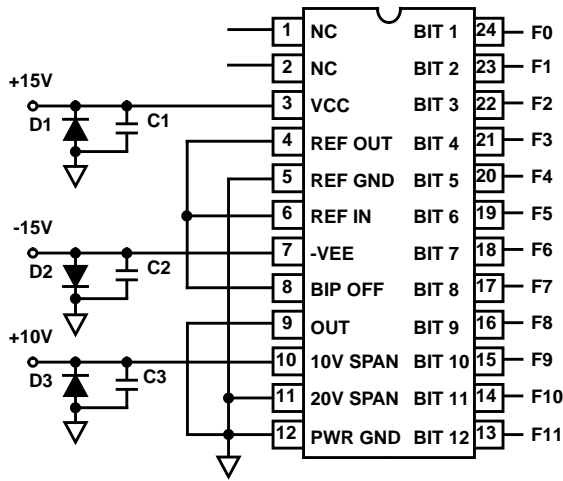 1 NC BIT 1 24 F0
2 NC BIT 2 23 F1
+15V
D1 C1
3 VCC BIT 3 22 F2
4 REF OUT BIT 4 21 F3
5 REF GND BIT 5 20 F4
6 REF IN BIT 6 19 F5
-15V
D2 C2
7 -VEE BIT 7 18 F6
8 BIP OFF BIT 8 17 F7
9 OUT BIT 9 16 F8
+10V
D3 C3
10 10V SPAN BIT 10 15 F9
11 20V SPAN BIT 11 14 F10
12 PWR GND BIT 12 13 F11